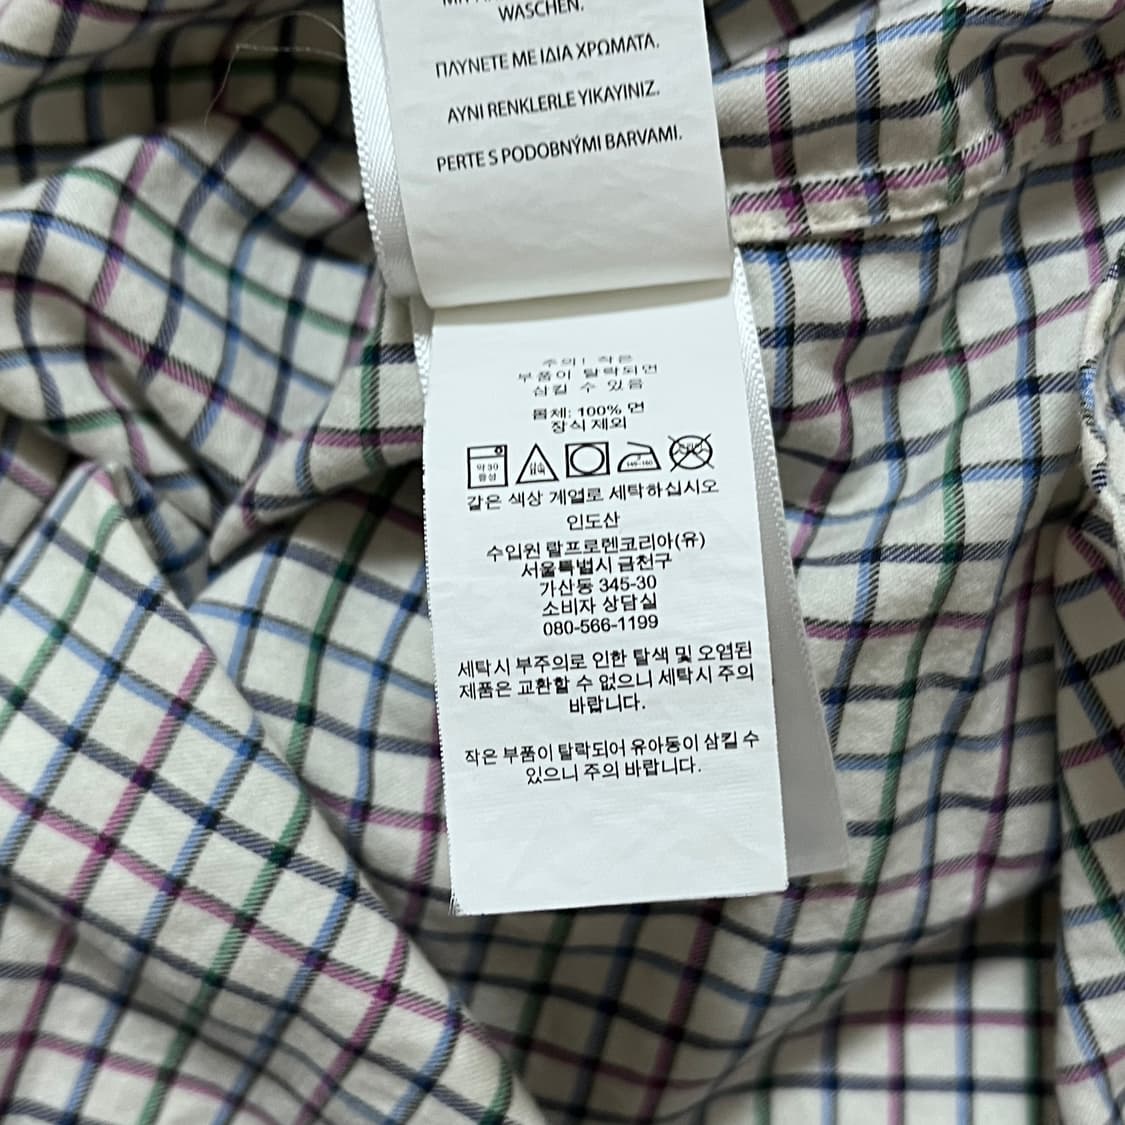 WASCHEN.
ΠΛΥΝΕΤΕ ΜΕ ΙΔΙΑ ΧΡΩΜΑΤΑ.
AYNI RENKLERLE YIKAYINIZ.
PERTE S PODOBNÝMI BARVAMI.
주의! 작은
부품이 탈락되면
삼킬 수 있음
몸체: 100% 면
장식 제외
약 30
중성
같은 색상 계열로 세탁하십시오
인도산
수입원 랄프로렌코리아(유)
서울특별시 금천구
가산동 345-30
소비자 상담실
080-566-1199
세탁시 부주의로 인한 탈색 및 오염된
제품은 교환할 수 없으니 세탁시 주의
바랍니다.
작은 부품이 탈락되어 유아동이 삼킬 수
있으니 주의 바랍니다.